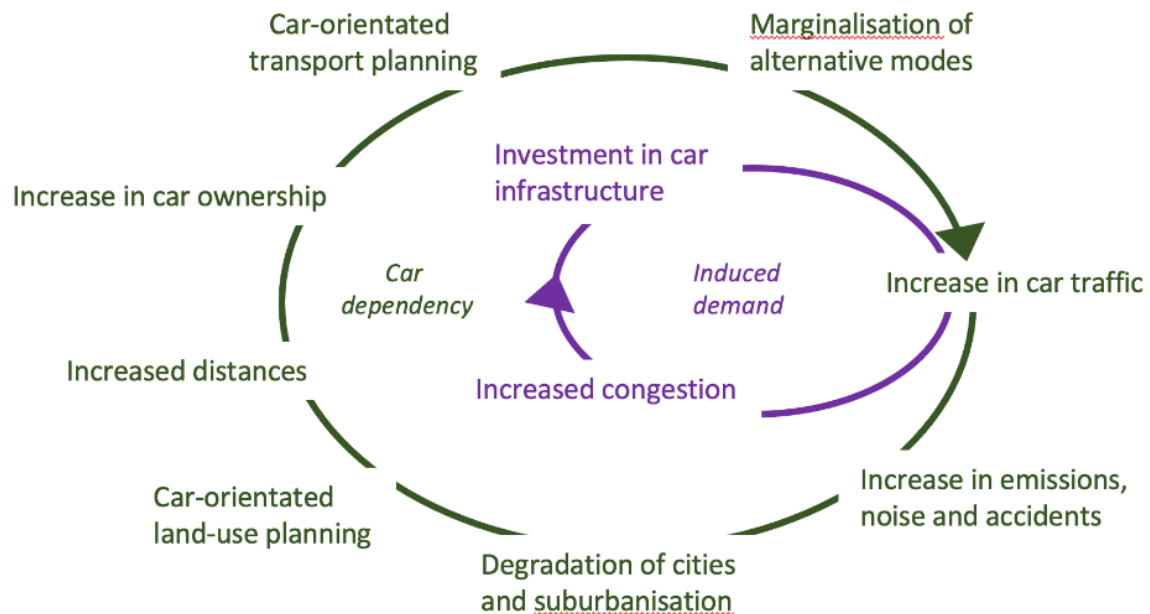 Car-orientated
transport planning
Marginalisation of
alternative modes
Investment in car
infrastructure
Increase in car ownership
Car
dependency
Induced
demand
Increase in car traffic
Increased distances
Increased congestion
Car-orientated
land-use planning
Increase in emissions,
noise and accidents
Degradation of cities
and suburbanisation